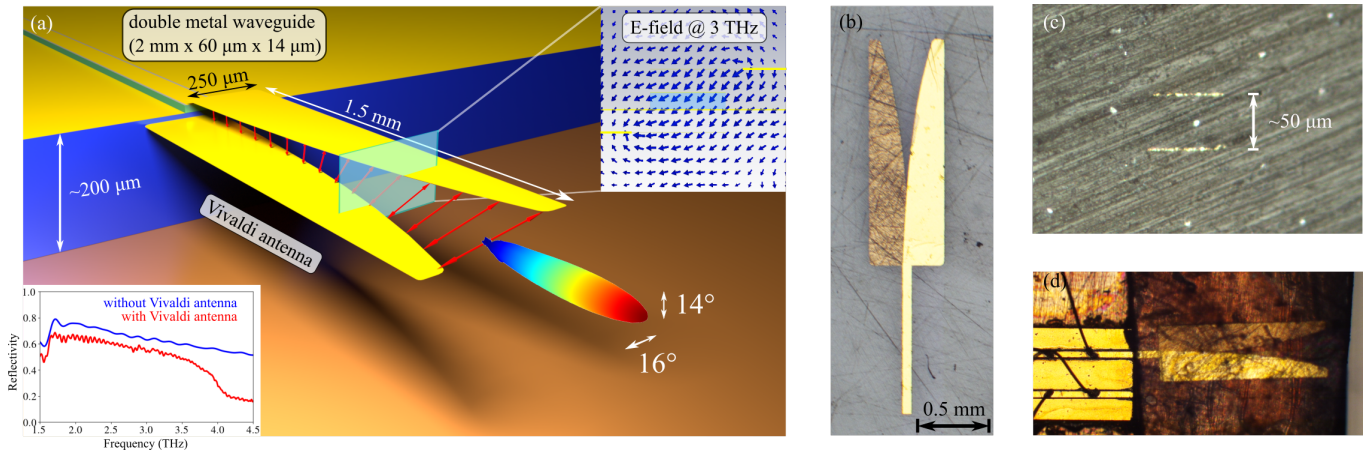 (a)
double metal waveguide
(2 mm x 60 μm x 14 μm)
E-field @ 3 THz
250 μm
1.5 mm
~200 μm
Vivaldi antenna
14°
16°
without Vivaldi antenna
with Vivaldi antenna
Reflectivity
1.0
0.8
0.6
0.4
0.2
0.0
1.5 2.0 2.5 3.0 3.5 4.0 4.5
Frequency (THz)
(b)
0.5 mm
(c)
~50 μm
(d)